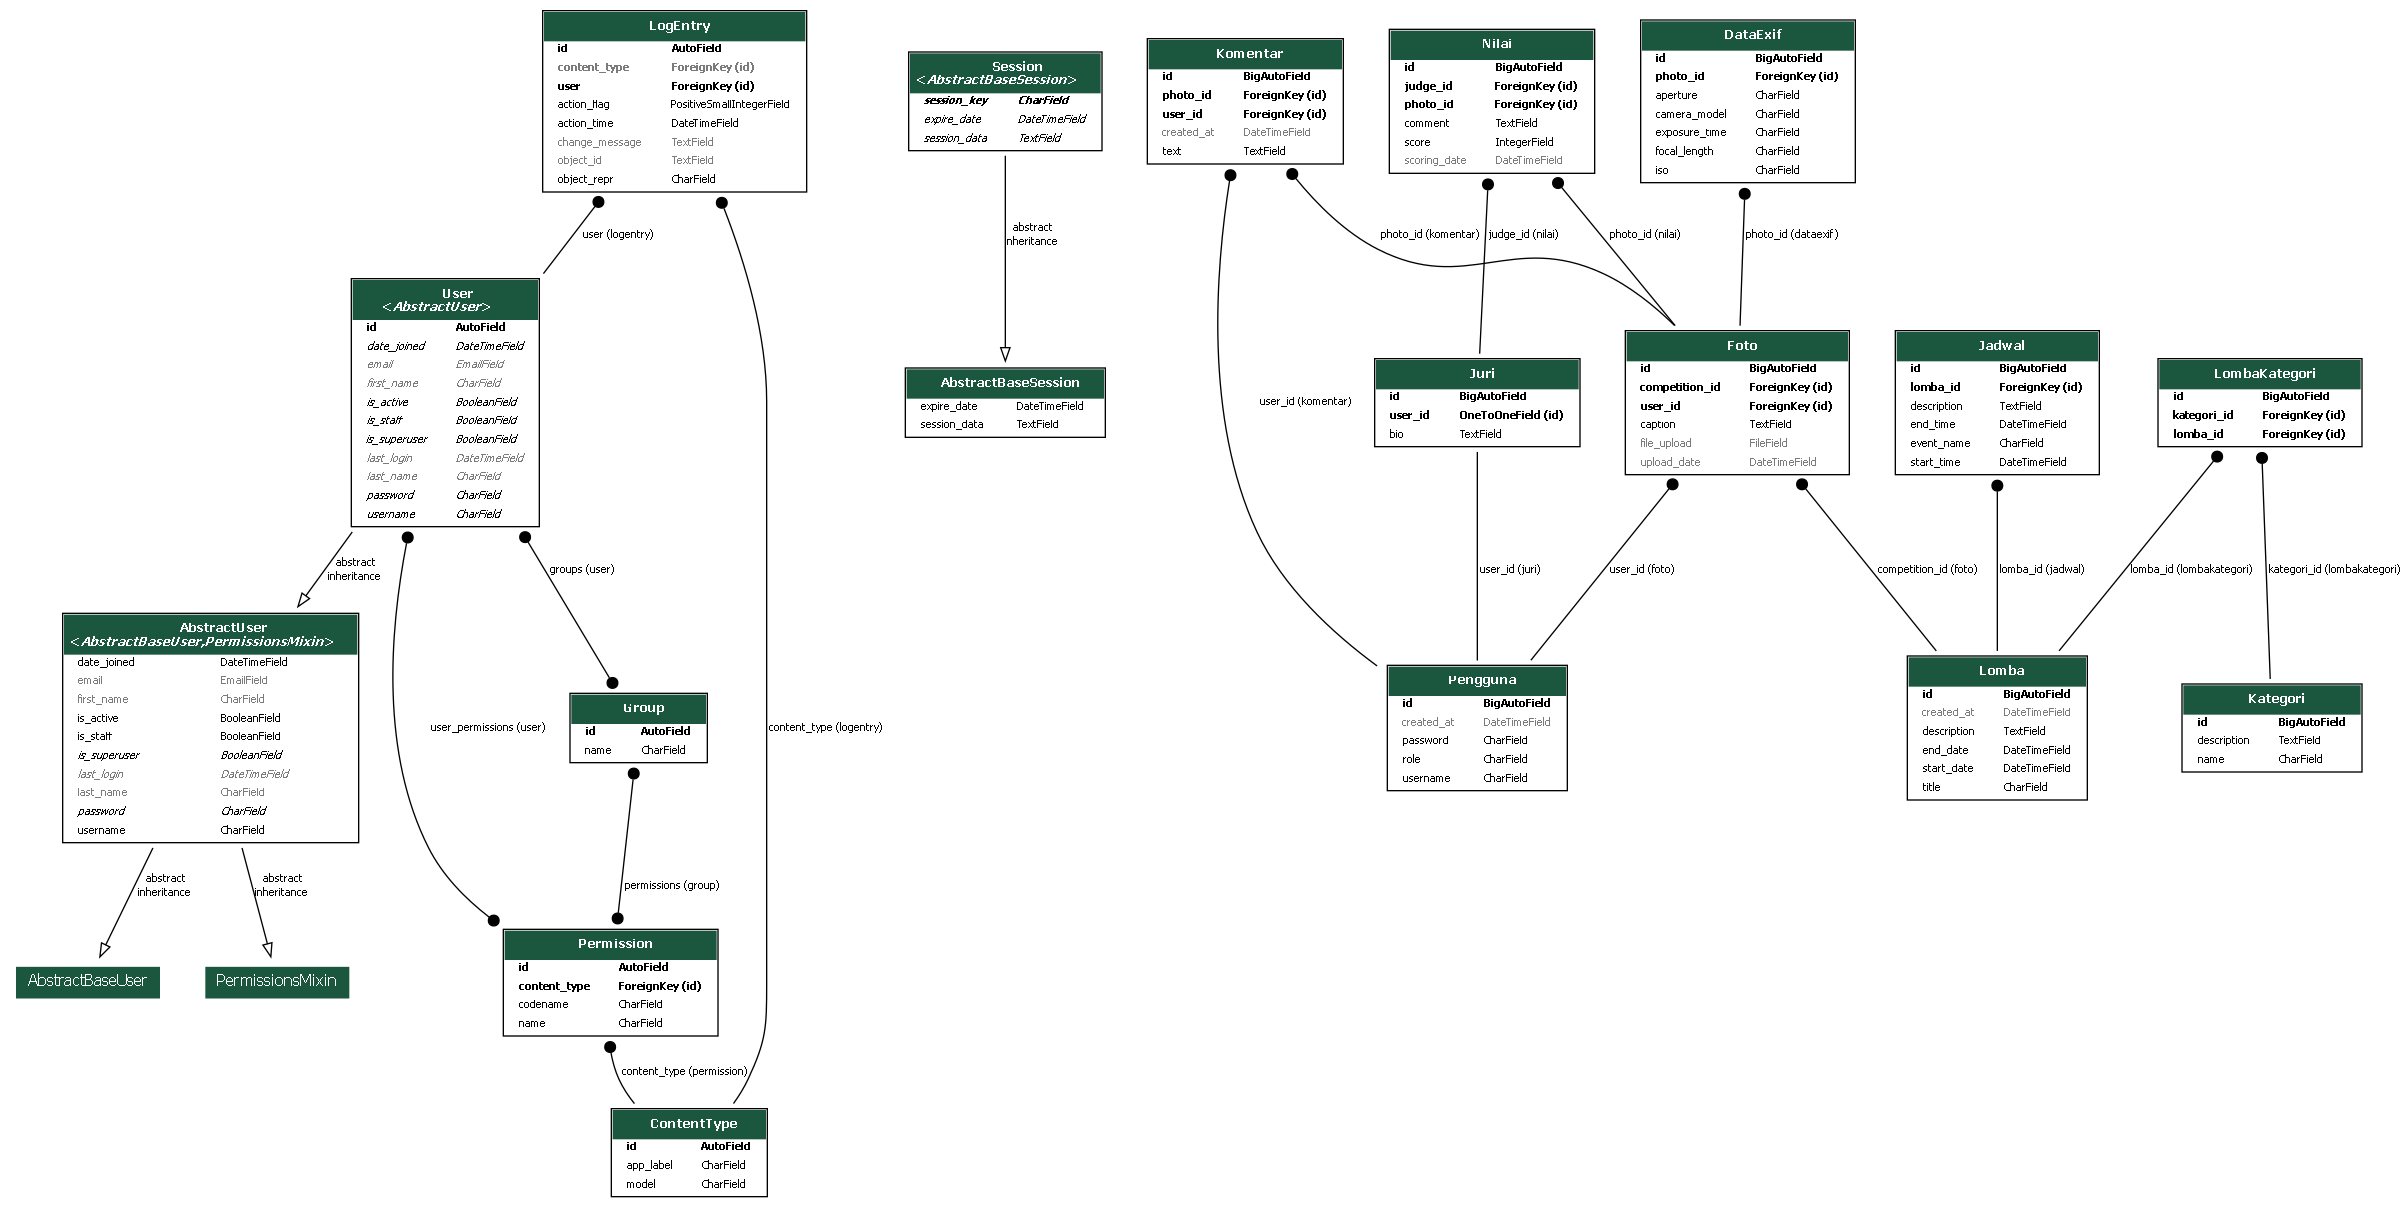 LogEntry
id AutoField
content_type ForeignKey (id)
user ForeignKey (id)
action_flag PositiveSmallIntegerField
action_time DateTimeField
change_message TextField
object_id TextField
object_repr CharField
user (logentry)
User
<AbstractUser>
id AutoField
date_joined DateTimeField
email EmailField
first_name CharField
is_active BooleanField
is_staff BooleanField
is_superuser BooleanField
last_login DateTimeField
last_name CharField
password CharField
username CharField
abstract
inheritance
groups (user)
AbstractUser
<AbstractBaseUser,PermissionsMixin>
date_joined DateTimeField
email EmailField
first_name CharField
is_active BooleanField
is_staff BooleanField
is_superuser BooleanField
last_login DateTimeField
last_name CharField
password CharField
username CharField
user_permissions (user)
Group
id AutoField
name CharField
content_type (logentry)
abstract
inheritance
abstract
inheritance
permissions (group)
AbstractBaseUser
PermissionsMixin
Permission
id AutoField
content_type ForeignKey (id)
codename CharField
name CharField
content_type (permission)
ContentType
id AutoField
app_label CharField
model CharField
Session
<AbstractBaseSession>
session_key CharField
expire_date DateTimeField
session_data TextField
abstract
inheritance
AbstractBaseSession
expire_date DateTimeField
session_data TextField
Komentar
id BigAutoField
photo_id ForeignKey (id)
user_id ForeignKey (id)
created_at DateTimeField
text TextField
Nilai
id BigAutoField
judge_id ForeignKey (id)
photo_id ForeignKey (id)
comment TextField
score IntegerField
scoring_date DateTimeField
DataExif
id BigAutoField
photo_id ForeignKey (id)
aperture CharField
camera_model CharField
exposure_time CharField
focal_length CharField
iso CharField
photo_id (komentar)
judge_id (nilai)
photo_id (nilai)
photo_id (dataexif)
user_id (komentar)
Juri
id BigAutoField
user_id OneToOneField (id)
bio TextField
Foto
id BigAutoField
competition_id ForeignKey (id)
user_id ForeignKey (id)
caption TextField
file_upload FileField
upload_date DateTimeField
Jadwal
id BigAutoField
lomba_id ForeignKey (id)
description TextField
end_time DateTimeField
event_name CharField
start_time DateTimeField
LombaKategori
id BigAutoField
kategori_id ForeignKey (id)
lomba_id ForeignKey (id)
user_id (juri)
user_id (foto)
competition_id (foto)
lomba_id (jadwal)
lomba_id (lombakategori)
kategori_id (lombakategori)
Pengguna
id BigAutoField
created_at DateTimeField
password CharField
role CharField
username CharField
Lomba
id BigAutoField
created_at DateTimeField
description TextField
end_date DateTimeField
start_date DateTimeField
title CharField
Kategori
id BigAutoField
description TextField
name CharField